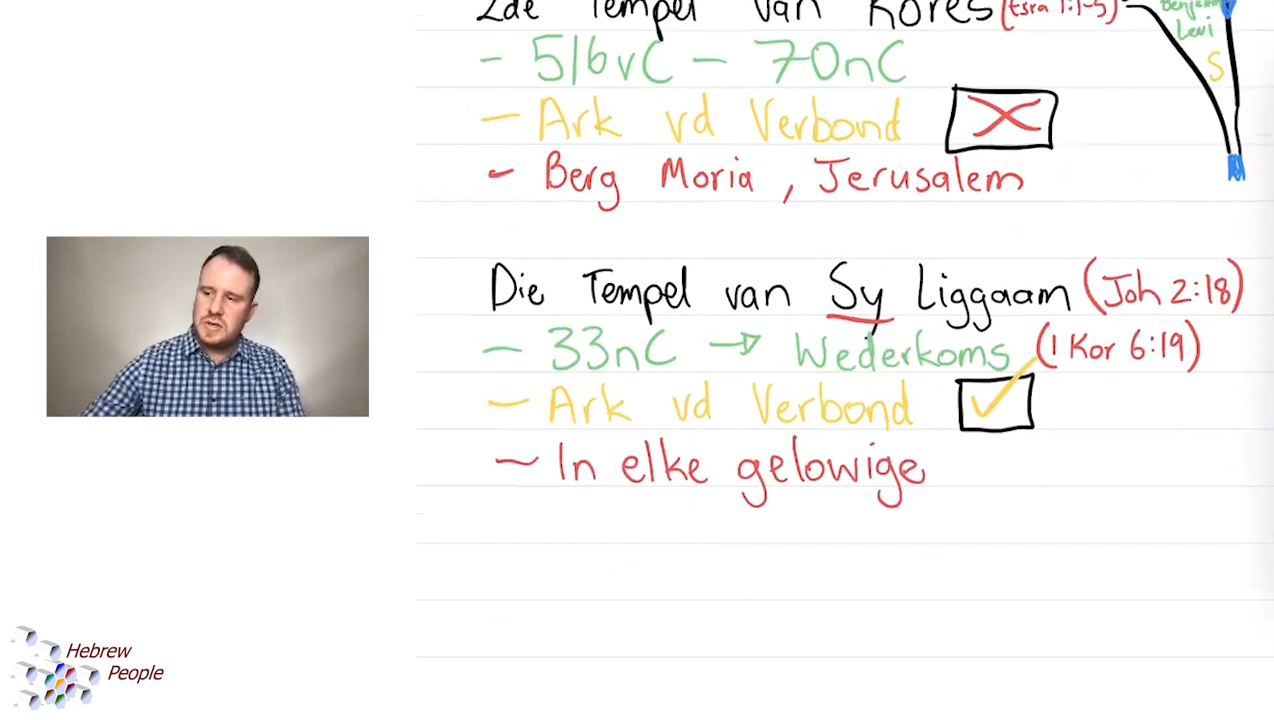 2de Tempel van Kores (Esra 1:1-5)
Benjamin
Levi
S
- 516vC - 70nC
- Ark vd Verbond
- Berg Moria, Jerusalem
Die Tempel van Sy Liggaam (Joh 2:18)
- 33nC → Wederkoms (1 Kor 6:19)
- Ark vd Verbond
- In elke gelowige
Hebrew
People